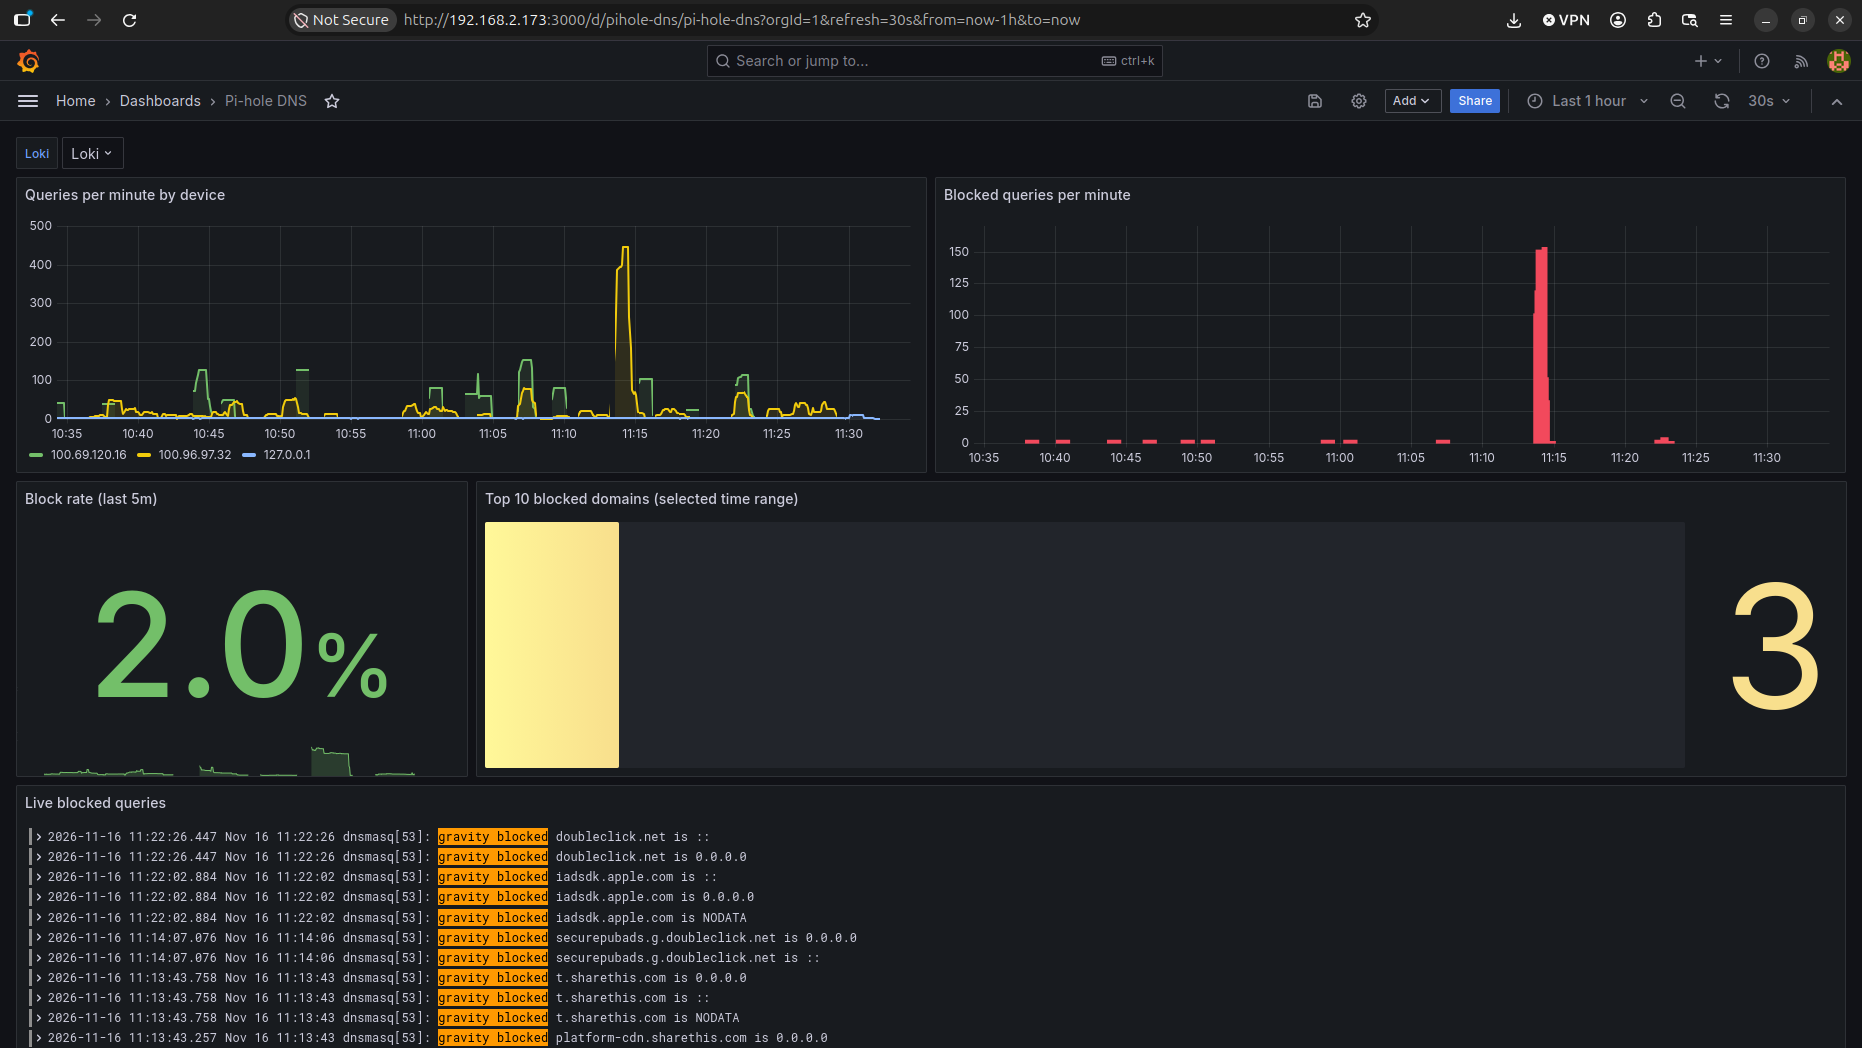 Not Secure
http://192.168.2.173:3000/d/pihole-dns/pi-hole-dns?orgId=1&refresh=30s&from=now-1h&to=now
VPN
Search or jump to...
ctrl+k
Home › Dashboards › Pi-hole DNS
Add
Share
Last 1 hour
30s
Loki
Loki
Queries per minute by device
500
400
300
200
100
0
10:35 10:40 10:45 10:50 10:55 11:00 11:05 11:10 11:15 11:20 11:25 11:30
100.69.120.16 100.96.97.32 127.0.0.1
Blocked queries per minute
150
125
100
75
50
25
0
10:35 10:40 10:45 10:50 10:55 11:00 11:05 11:10 11:15 11:20 11:25 11:30
Block rate (last 5m)
2.0%
Top 10 blocked domains (selected time range)
3
Live blocked queries
2026-11-16 11:22:26.447 Nov 16 11:22:26 dnsmasq[53]: gravity blocked doubleclick.net is ::
2026-11-16 11:22:26.447 Nov 16 11:22:26 dnsmasq[53]: gravity blocked doubleclick.net is 0.0.0.0
2026-11-16 11:22:02.884 Nov 16 11:22:02 dnsmasq[53]: gravity blocked iadsdk.apple.com is ::
2026-11-16 11:22:02.884 Nov 16 11:22:02 dnsmasq[53]: gravity blocked iadsdk.apple.com is 0.0.0.0
2026-11-16 11:22:02.884 Nov 16 11:22:02 dnsmasq[53]: gravity blocked iadsdk.apple.com is NODATA
2026-11-16 11:14:07.076 Nov 16 11:14:06 dnsmasq[53]: gravity blocked securepubads.g.doubleclick.net is 0.0.0.0
2026-11-16 11:14:07.076 Nov 16 11:14:06 dnsmasq[53]: gravity blocked securepubads.g.doubleclick.net is ::
2026-11-16 11:13:43.758 Nov 16 11:13:43 dnsmasq[53]: gravity blocked t.sharethis.com is 0.0.0.0
2026-11-16 11:13:43.758 Nov 16 11:13:43 dnsmasq[53]: gravity blocked t.sharethis.com is ::
2026-11-16 11:13:43.758 Nov 16 11:13:43 dnsmasq[53]: gravity blocked t.sharethis.com is NODATA
2026-11-16 11:13:43.257 Nov 16 11:13:43 dnsmasq[53]: gravity blocked platform-cdn.sharethis.com is 0.0.0.0